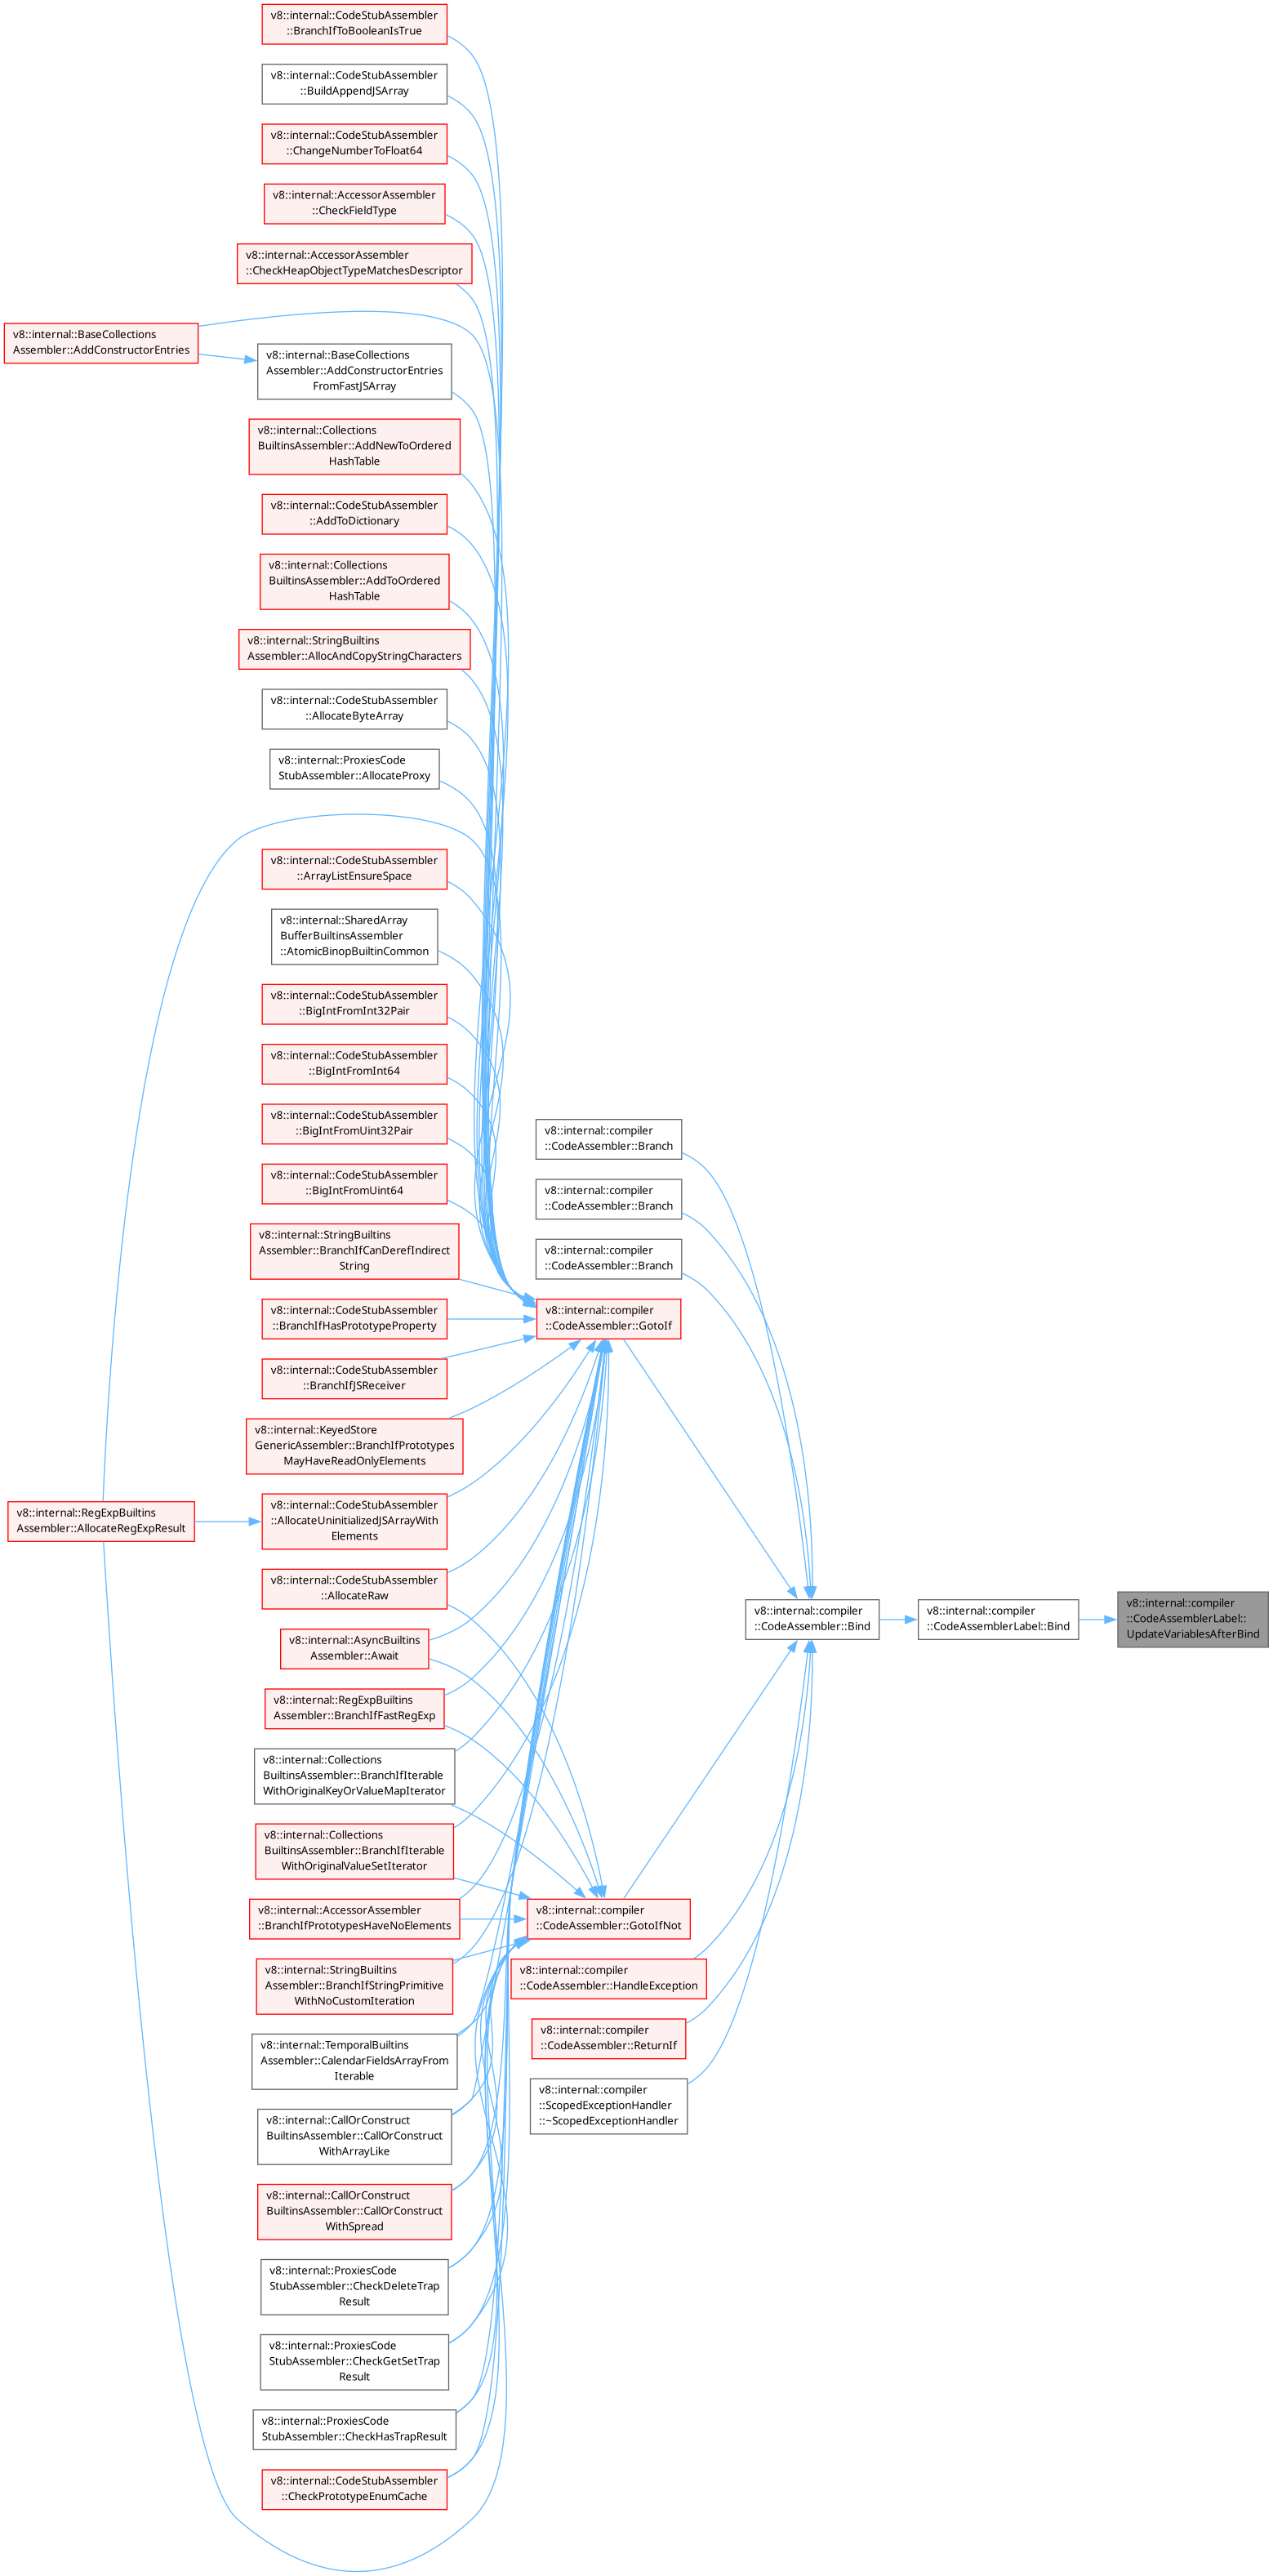 v8::internal::CodeStubAssembler
::BranchIfToBooleanIsTrue
v8::internal::CodeStubAssembler
::BuildAppendJSArray
v8::internal::CodeStubAssembler
::ChangeNumberToFloat64
v8::internal::AccessorAssembler
::CheckFieldType
v8::internal::AccessorAssembler
::CheckHeapObjectTypeMatchesDescriptor
v8::internal::BaseCollections
Assembler::AddConstructorEntries
v8::internal::BaseCollections
Assembler::AddConstructorEntries
FromFastJSArray
v8::internal::Collections
BuiltinsAssembler::AddNewToOrdered
HashTable
v8::internal::CodeStubAssembler
::AddToDictionary
v8::internal::Collections
BuiltinsAssembler::AddToOrdered
HashTable
v8::internal::StringBuiltins
Assembler::AllocAndCopyStringCharacters
v8::internal::CodeStubAssembler
::AllocateByteArray
v8::internal::ProxiesCode
StubAssembler::AllocateProxy
v8::internal::CodeStubAssembler
::ArrayListEnsureSpace
v8::internal::SharedArray
BufferBuiltinsAssembler
::AtomicBinopBuiltinCommon
v8::internal::CodeStubAssembler
::BigIntFromInt32Pair
v8::internal::CodeStubAssembler
::BigIntFromInt64
v8::internal::CodeStubAssembler
::BigIntFromUint32Pair
v8::internal::CodeStubAssembler
::BigIntFromUint64
v8::internal::StringBuiltins
Assembler::BranchIfCanDerefIndirect
String
v8::internal::CodeStubAssembler
::BranchIfHasPrototypeProperty
v8::internal::CodeStubAssembler
::BranchIfJSReceiver
v8::internal::KeyedStore
GenericAssembler::BranchIfPrototypes
MayHaveReadOnlyElements
v8::internal::RegExpBuiltins
Assembler::AllocateRegExpResult
v8::internal::CodeStubAssembler
::AllocateUninitializedJSArrayWith
Elements
v8::internal::CodeStubAssembler
::AllocateRaw
v8::internal::AsyncBuiltins
Assembler::Await
v8::internal::RegExpBuiltins
Assembler::BranchIfFastRegExp
v8::internal::Collections
BuiltinsAssembler::BranchIfIterable
WithOriginalKeyOrValueMapIterator
v8::internal::Collections
BuiltinsAssembler::BranchIfIterable
WithOriginalValueSetIterator
v8::internal::AccessorAssembler
::BranchIfPrototypesHaveNoElements
v8::internal::StringBuiltins
Assembler::BranchIfStringPrimitive
WithNoCustomIteration
v8::internal::TemporalBuiltins
Assembler::CalendarFieldsArrayFrom
Iterable
v8::internal::CallOrConstruct
BuiltinsAssembler::CallOrConstruct
WithArrayLike
v8::internal::CallOrConstruct
BuiltinsAssembler::CallOrConstruct
WithSpread
v8::internal::ProxiesCode
StubAssembler::CheckDeleteTrap
Result
v8::internal::ProxiesCode
StubAssembler::CheckGetSetTrap
Result
v8::internal::ProxiesCode
StubAssembler::CheckHasTrapResult
v8::internal::CodeStubAssembler
::CheckPrototypeEnumCache
v8::internal::compiler
::CodeAssembler::Branch
v8::internal::compiler
::CodeAssembler::Branch
v8::internal::compiler
::CodeAssembler::Branch
v8::internal::compiler
::CodeAssembler::GotoIf
v8::internal::compiler
::CodeAssembler::GotoIfNot
v8::internal::compiler
::CodeAssembler::HandleException
v8::internal::compiler
::CodeAssembler::ReturnIf
v8::internal::compiler
::ScopedExceptionHandler
::~ScopedExceptionHandler
v8::internal::compiler
::CodeAssembler::Bind
v8::internal::compiler
::CodeAssemblerLabel::Bind
v8::internal::compiler
::CodeAssemblerLabel::
UpdateVariablesAfterBind